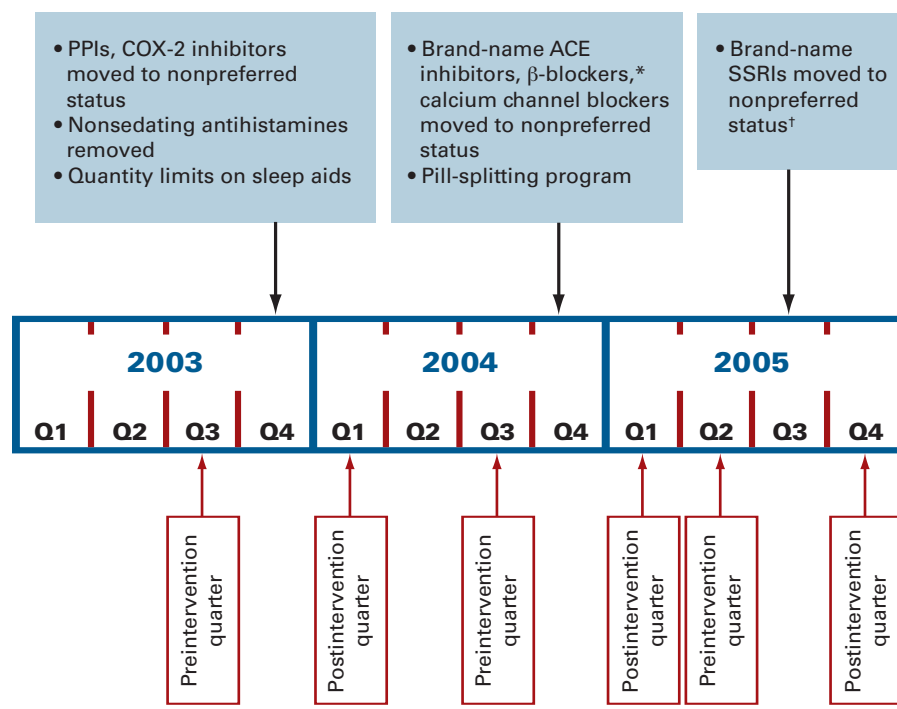 • PPIs, COX-2 inhibitors
moved to nonpreferred
status
• Nonsedating antihistamines
removed
• Quantity limits on sleep aids
• Brand-name ACE
inhibitors, β-blockers,*
calcium channel blockers
moved to nonpreferred
status
• Pill-splitting program
• Brand-name
SSRIs moved to
nonpreferred
status†
2003
2004
2005
Q1 Q2 Q3 Q4 Q1 Q2 Q3 Q4 Q1 Q2 Q3 Q4
Preintervention
quarter
Postintervention
quarter
Preintervention
quarter
Postintervention
quarter
Preintervention
quarter
Postintervention
quarter